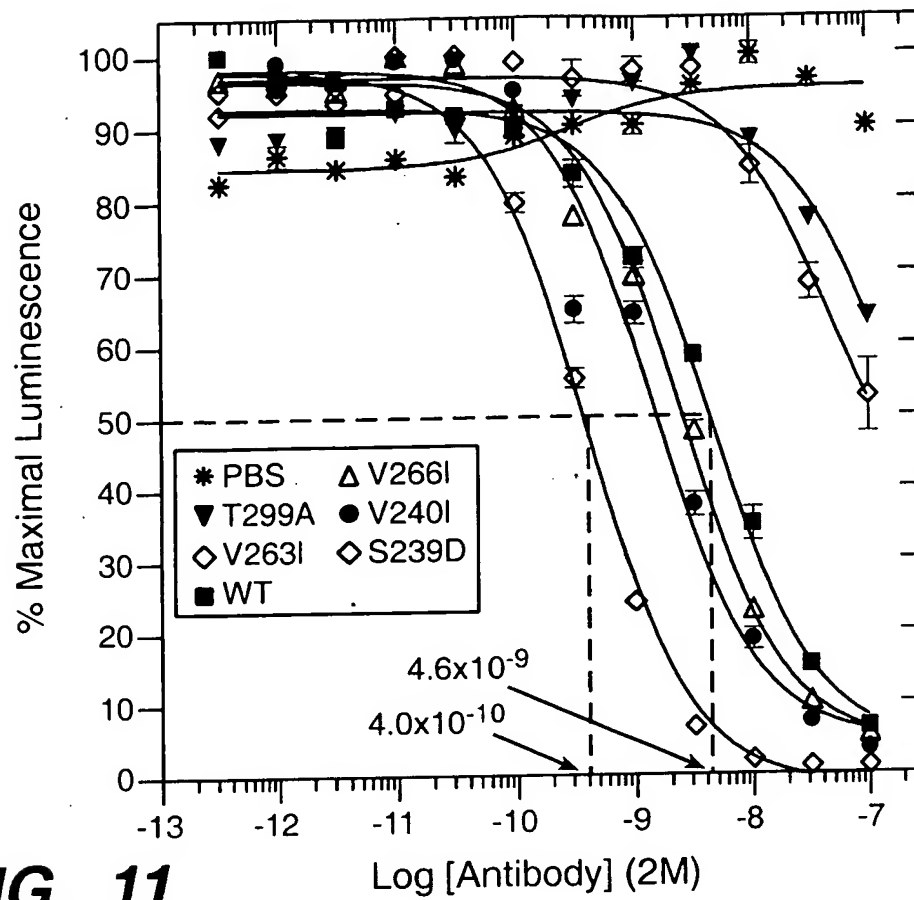 % Maximal Luminescence
100
90
80
70
60
50
40
30
20
10
0
PBS
V266I
T299A
V240I
V263I
S239D
WT
4.6x10-9
4.0x10-10
-13
-12
-11
-10
-9
-8
-7
Log [Antibody] (2M)
IG._11